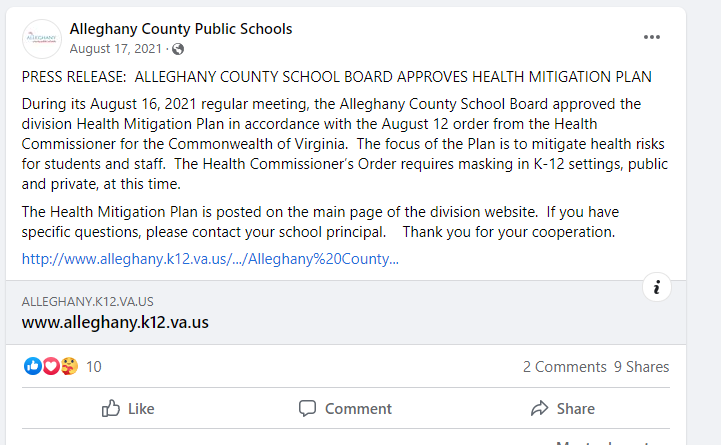 Alleghany County Public Schools
August 17, 2021 ·
PRESS RELEASE:  ALLEGHANY COUNTY SCHOOL BOARD APPROVES HEALTH MITIGATION PLAN
During its August 16, 2021 regular meeting, the Alleghany County School Board approved the
division Health Mitigation Plan in accordance with the August 12 order from the Health
Commissioner for the Commonwealth of Virginia.  The focus of the Plan is to mitigate health risks
for students and staff.  The Health Commissioner's Order requires masking in K-12 settings, public
and private, at this time.
The Health Mitigation Plan is posted on the main page of the division website.  If you have
specific questions, please contact your school principal.    Thank you for your cooperation.
http://www.alleghany.k12.va.us/.../Alleghany%20County...
ALLEGHANY.K12.VA.US
www.alleghany.k12.va.us
10
2 Comments 9 Shares
Like
Comment
Share